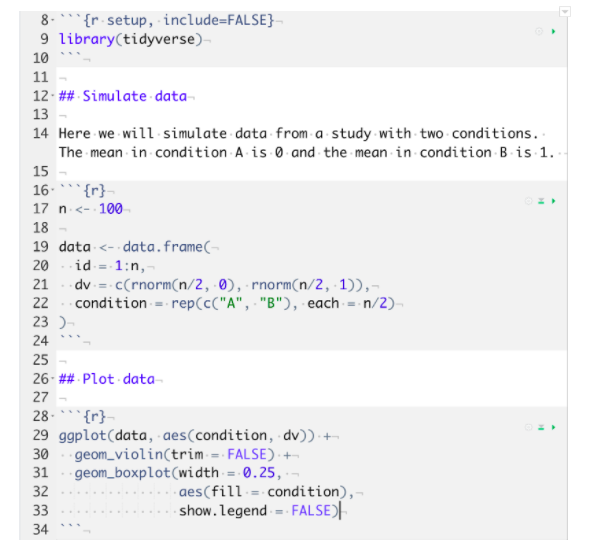 8 ```{r setup, include=FALSE}
9 library(tidyverse)
10 ```
11
12 ## Simulate data
13
14 Here we will simulate data from a study with two conditions.
The mean in condition A is 0 and the mean in condition B is 1.
15
16 ```{r}
17 n <- 100
18
19 data <- data.frame(
20   id = 1:n,
21   dv = c(rnorm(n/2, 0), rnorm(n/2, 1)),
22   condition = rep(c("A", "B"), each = n/2)
23 )
24 ```
25
26 ## Plot data
27
28 ```{r}
29 ggplot(data, aes(condition, dv)) +
30   geom_violin(trim = FALSE) +
31   geom_boxplot(width = 0.25,
32                aes(fill = condition),
33                show.legend = FALSE)
34 ```